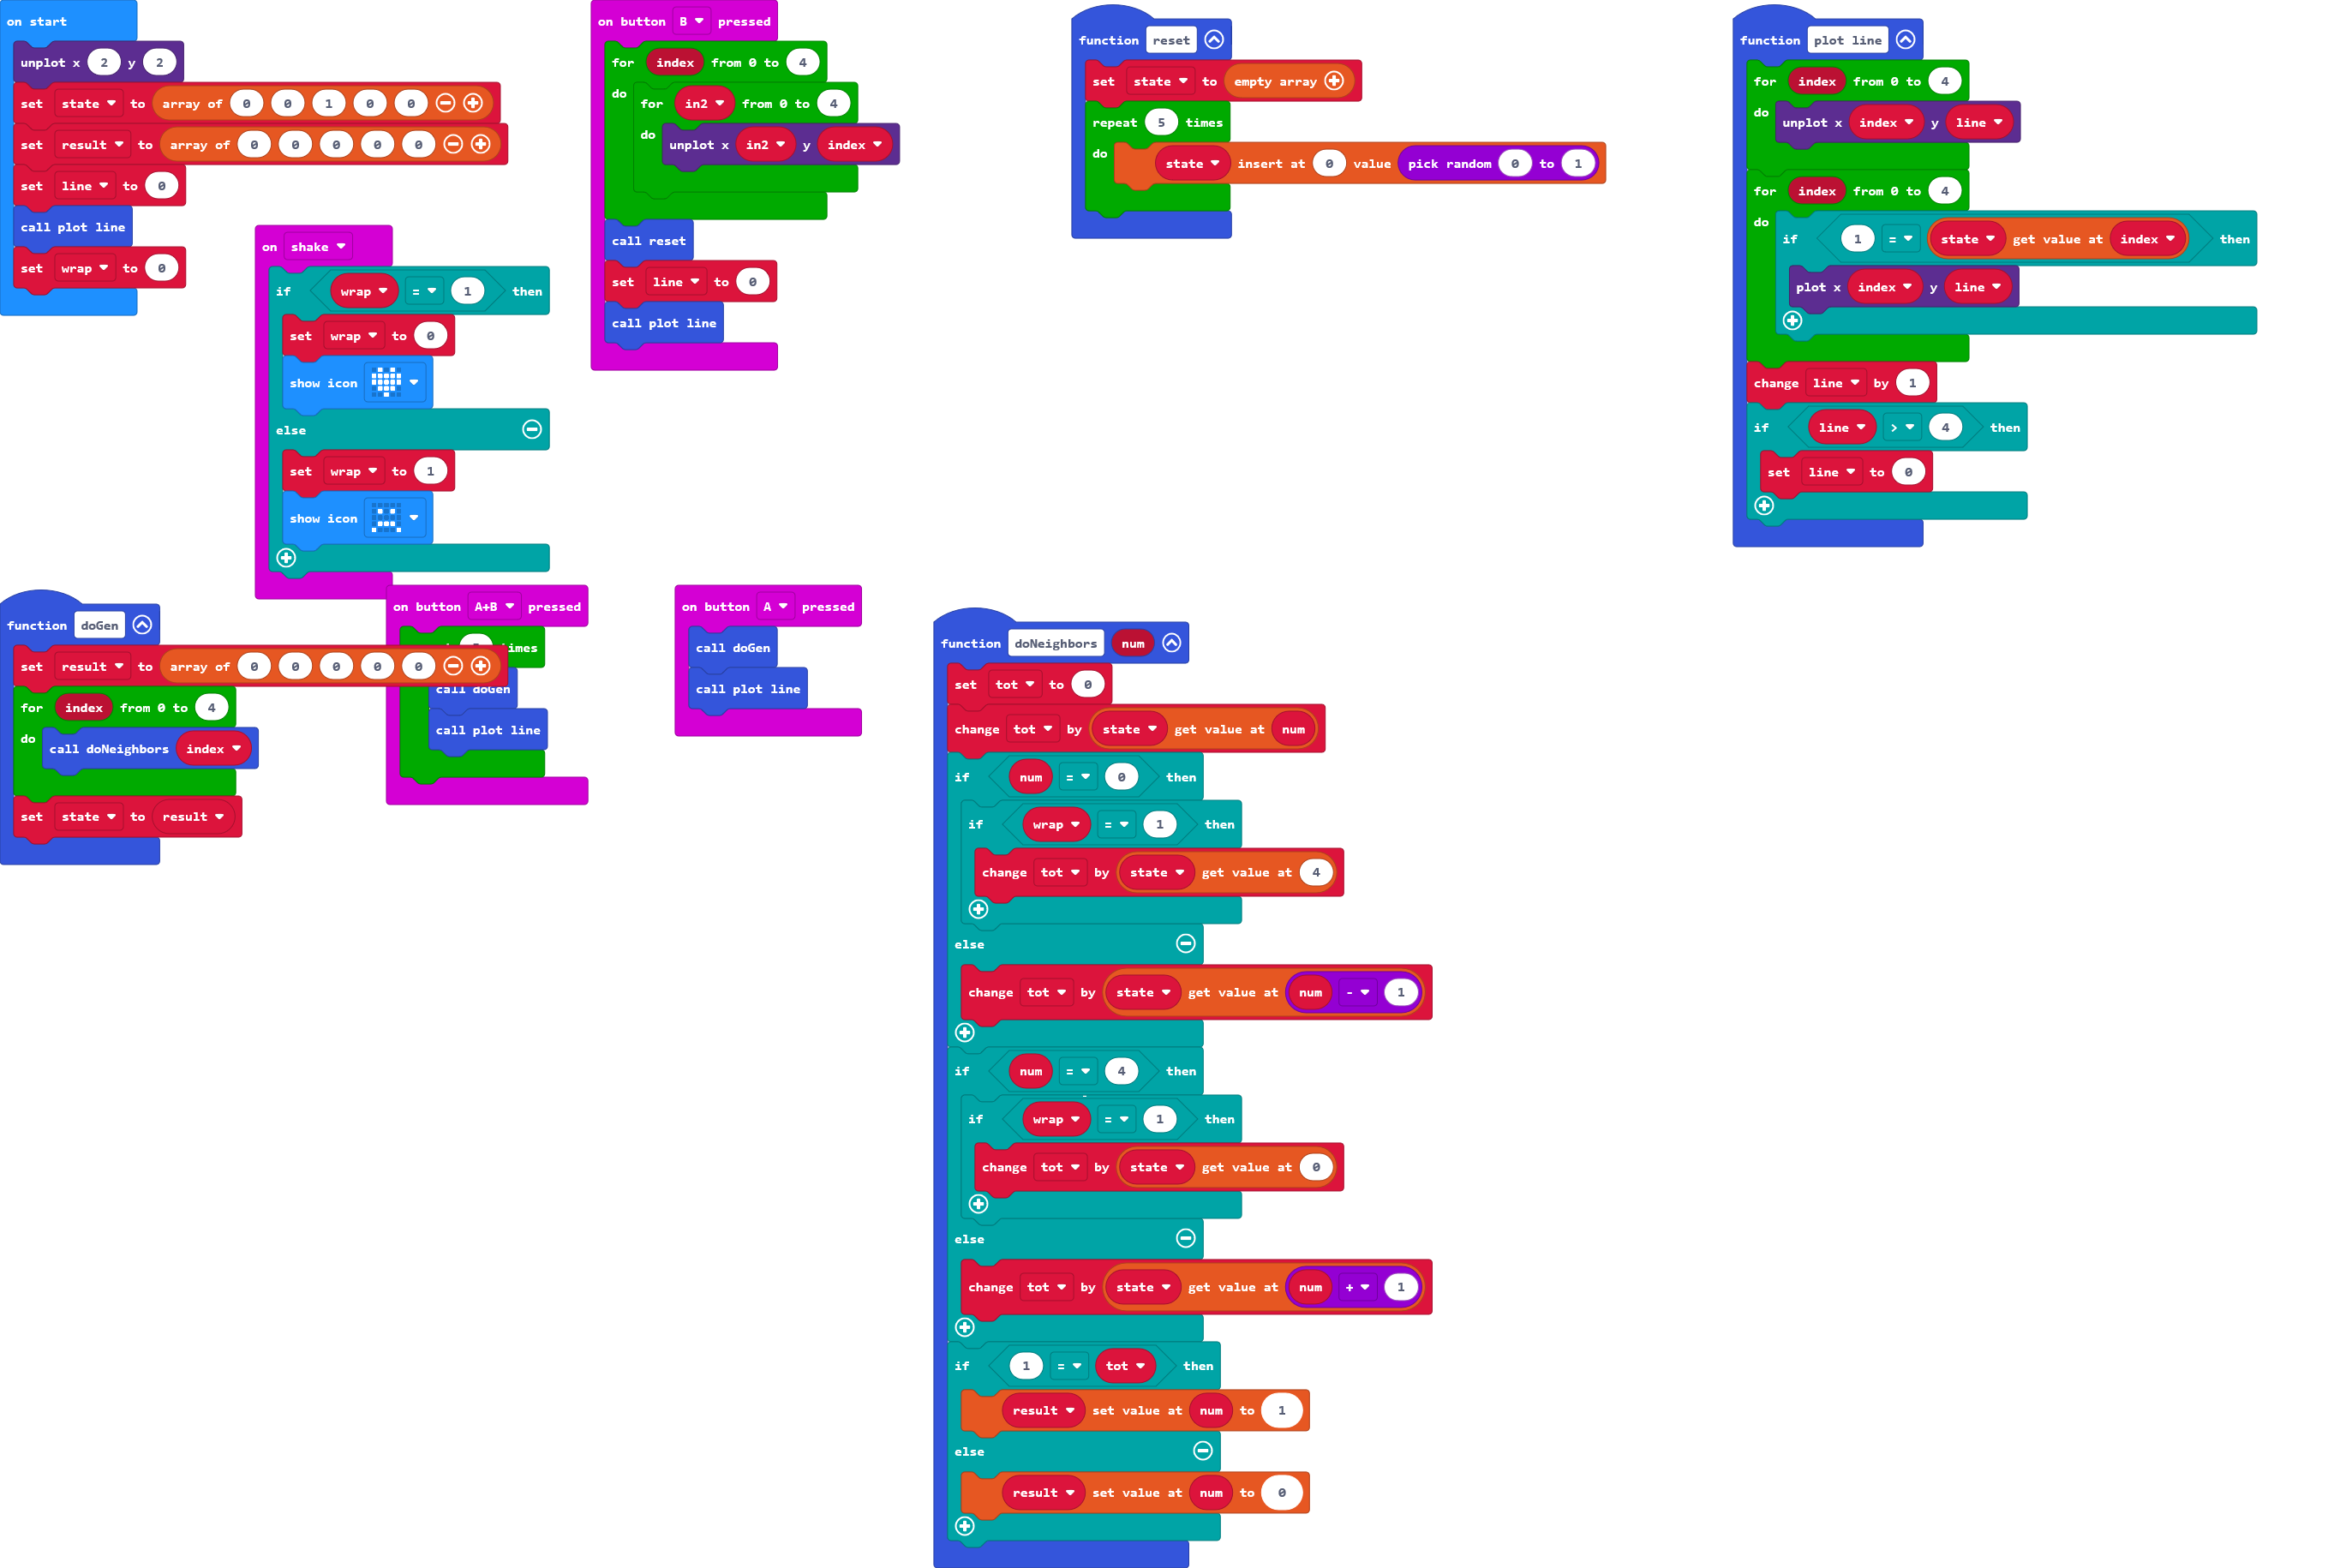 on start
unplot x 2 y 2
set state to array of 0 0 1 0 0
set result to array of 0 0 0 0 0
set line to 0
call plot line
set wrap to 0
on shake
if wrap = 1 then
set wrap to 0
show icon
else
set wrap to 1
show icon
on button B pressed
for index from 0 to 4
do for in2 from 0 to 4
do unplot x in2 y index
call reset
set line to 0
call plot line
function reset
set state to empty array
repeat 5 times
do state insert at 0 value pick random 0 to 1
function plot line
for index from 0 to 4
do unplot x index y line
for index from 0 to 4
do if 1 = state get value at index then
plot x index y line
change line by 1
if line > 4 then
set line to 0
function doGen
set result to array of 0 0 0 0 0
for index from 0 to 4
do call doNeighbors index
set state to result
on button A+B pressed
times
call doGen
call plot line
on button A pressed
call doGen
call plot line
function doNeighbors num
set tot to 0
change tot by state get value at num
if num = 0 then
if wrap = 1 then
change tot by state get value at 4
else
change tot by state get value at num - 1
if num = 4 then
if wrap = 1 then
change tot by state get value at 0
else
change tot by state get value at num + 1
if 1 = tot then
result set value at num to 1
else
result set value at num to 0